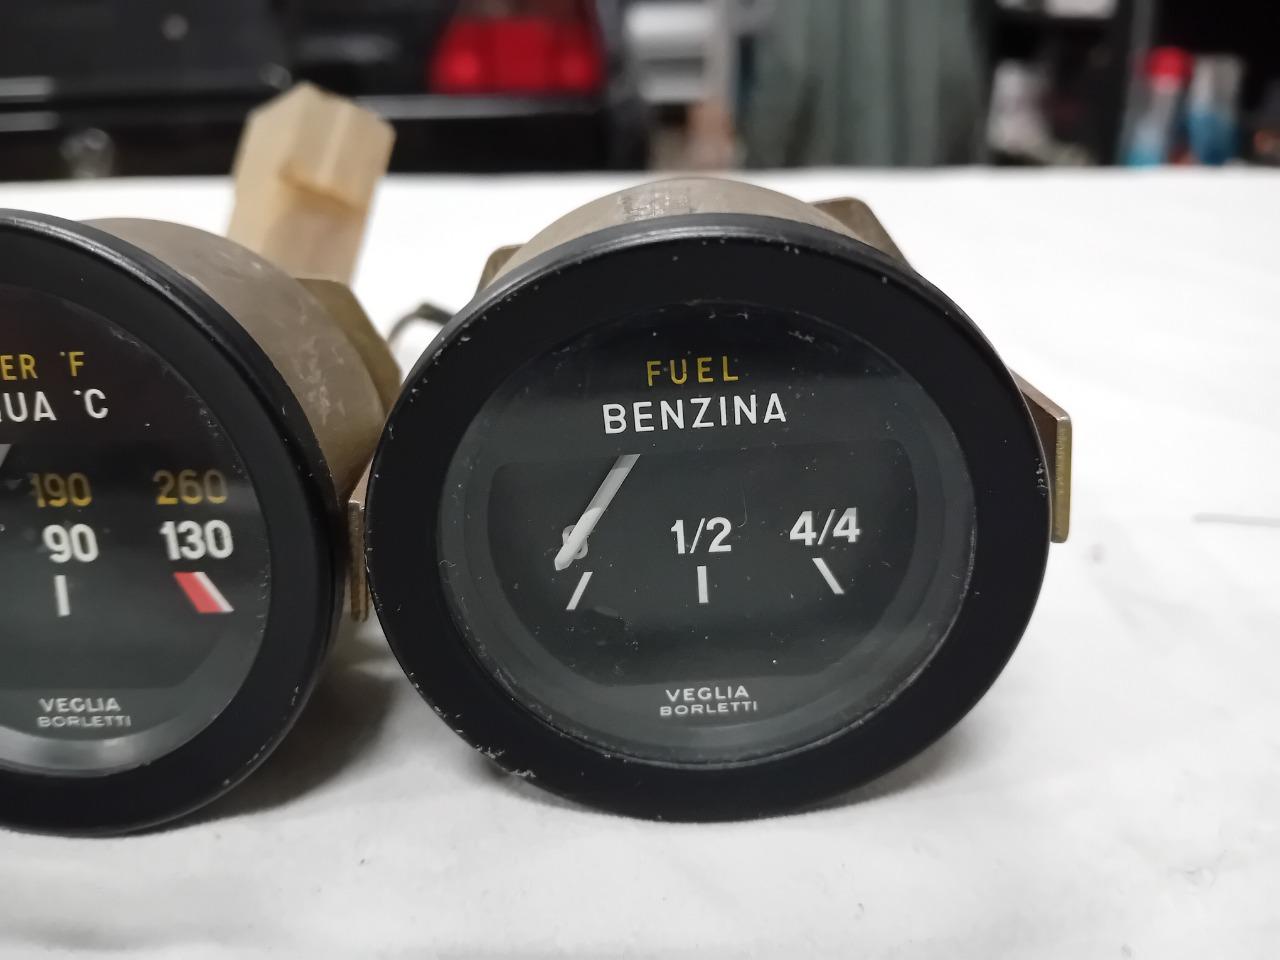 ER °F
UA °C
190 260
90 130
VEGLIA
BORLETTI
FUEL
BENZINA
1/2 4/4
VEGLIA
BORLETTI